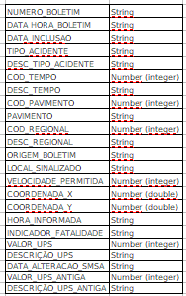 NUMERO_BOLETIM String
DATA HORA_BOLETIM String
DATA_INCLUSAO String
TIPO_ACIDENTE String
DESC_TIPO_ACIDENTE String
COD_TEMPO Number (integer)
DESC_TEMPO String
COD_PAVIMENTO Number (integer)
PAVIMENTO String
COD_REGIONAL Number (integer)
DESC_REGIONAL String
ORIGEM_BOLETIM String
LOCAL_SINALIZADO String
VELOCIDADE_PERMITIDA Number (integer)
COORDENADA_X Number (double)
COORDENADA_Y Number (double)
HORA_INFORMADA String
INDICADOR_FATALIDADE String
VALOR_UPS Number (integer)
DESCRIÇÃO_UPS String
DATA_ALTERACAO_SMSA String
VALOR_UPS_ANTIGA Number (integer)
DESCRIÇÃO_UPS_ANTIGA String